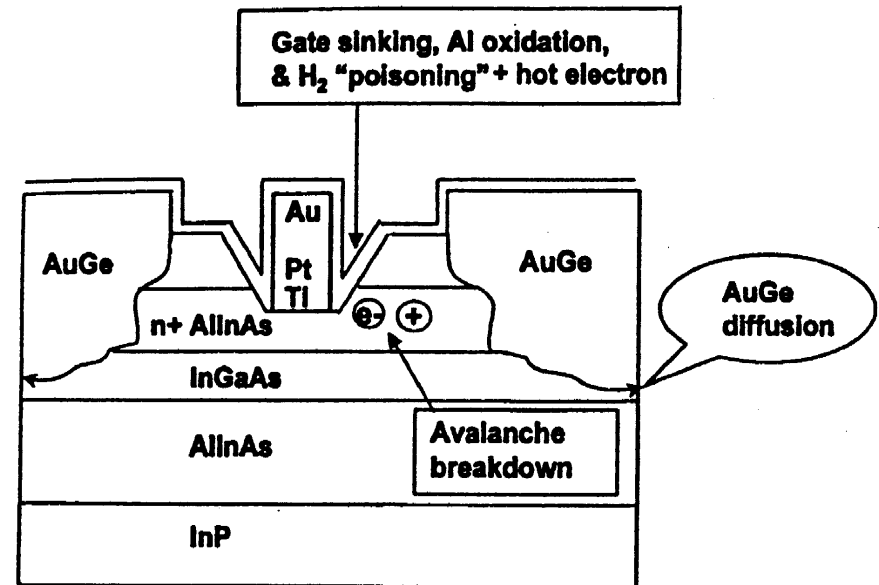 Gate sinking, Al oxidation,
& H₂ "poisoning" + hot electron
Au
Pt
Ti
AuGe
AuGe
AuGe
diffusion
n+ AlInAs
e-
+
InGaAs
AlInAs
Avalanche
breakdown
InP